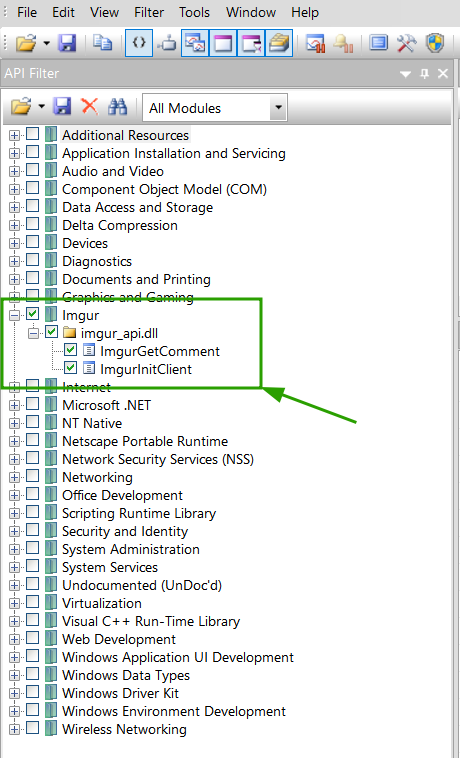 File Edit View Filter Tools Window Help
API Filter
All Modules
Additional Resources
Application Installation and Servicing
Audio and Video
Component Object Model (COM)
Data Access and Storage
Delta Compression
Devices
Diagnostics
Documents and Printing
Graphics and Gaming
Imgur
imgur_api.dll
ImgurGetComment
ImgurInitClient
Internet
Microsoft .NET
NT Native
Netscape Portable Runtime
Network Security Services (NSS)
Networking
Office Development
Scripting Runtime Library
Security and Identity
System Administration
System Services
Undocumented (UnDoc'd)
Virtualization
Visual C++ Run-Time Library
Web Development
Windows Application UI Development
Windows Data Types
Windows Driver Kit
Windows Environment Development
Wireless Networking